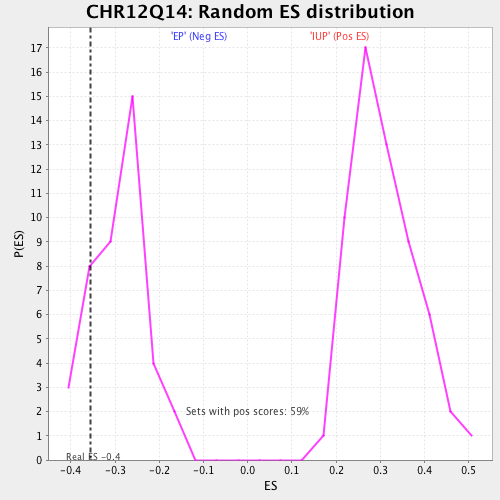 CHR12Q14: Random ES distribution
'EP' (Neg ES) 'IUP' (Pos ES)
17
16
15
14
13
12
11
10
9
8
7
6
5
4
3
2
1
0
P(ES)
Sets with pos scores: 59%
Real ES -0.4
-0.4 -0.3 -0.2 -0.1 0.0 0.1 0.2 0.3 0.4 0.5
ES